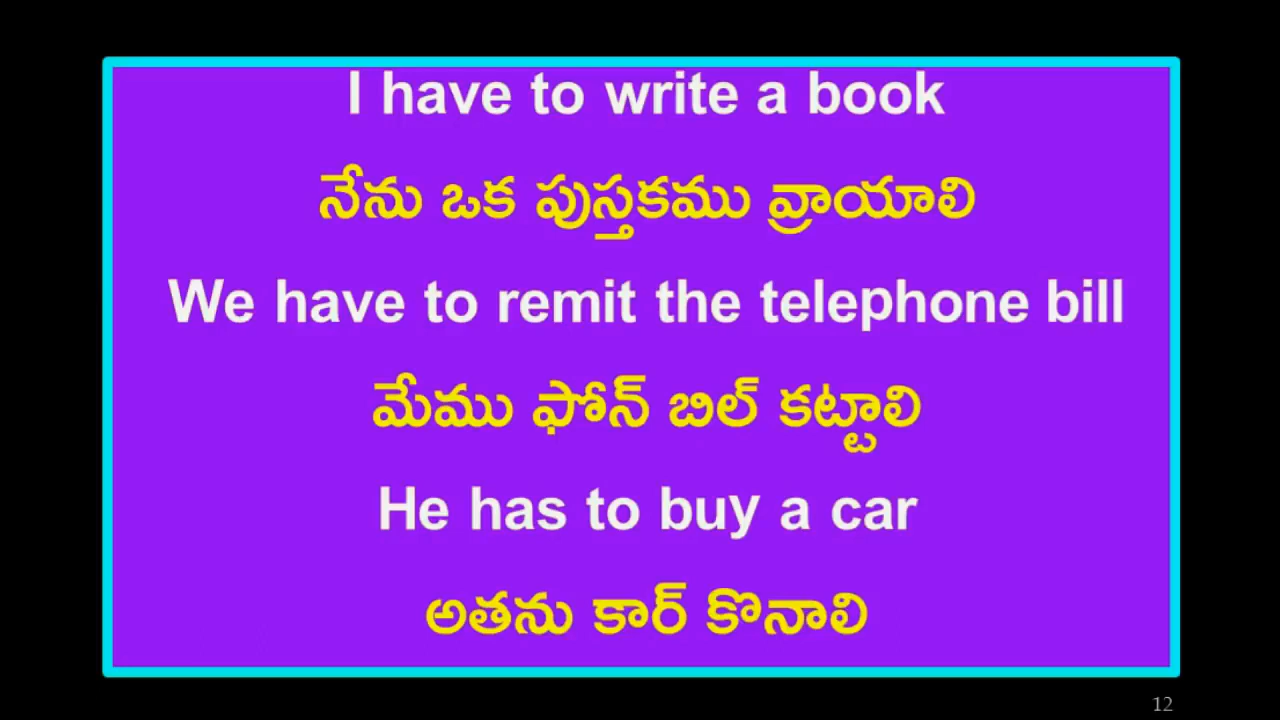 I have to write a book
నేను ఒక పుస్తకము వ్రాయాలి
We have to remit the telephone bill
మేము ఫోన్ బిల్ కట్టాలి
He has to buy a car
అతను కార్ కొనాలి
12